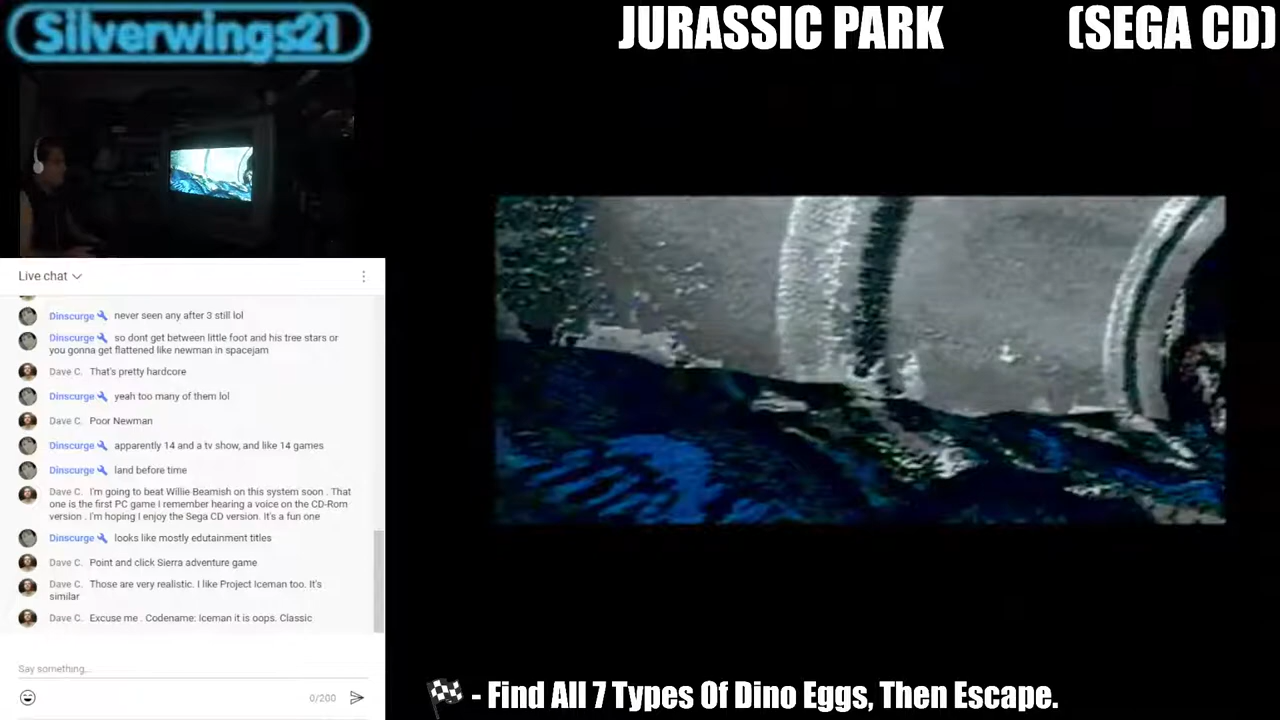 Silverwings21
JURASSIC PARK (SEGA CD)
Live chat
Dinscurge never seen any after 3 still lol
Dinscurge so dont get between little foot and his tree stars or
you gonna get flattened like newman in spacejam
Dave C. That's pretty hardcore
Dinscurge yeah too many of them lol
Dave C. Poor Newman
Dinscurge apparently 14 and a tv show, and like 14 games
Dinscurge land before time
Dave C. I'm going to beat Willie Beamish on this system soon . That
one is the first PC game I remember hearing a voice on the CD-Rom
version . I'm hoping I enjoy the Sega CD version. It's a fun one
Dinscurge looks like mostly edutainment titles
Dave C. Point and click Sierra adventure game
Dave C. Those are very realistic. I like Project Iceman too. It's
similar
Dave C. Excuse me . Codename: Iceman it is oops. Classic
Say something...
0/200
- Find All 7 Types Of Dino Eggs, Then Escape.